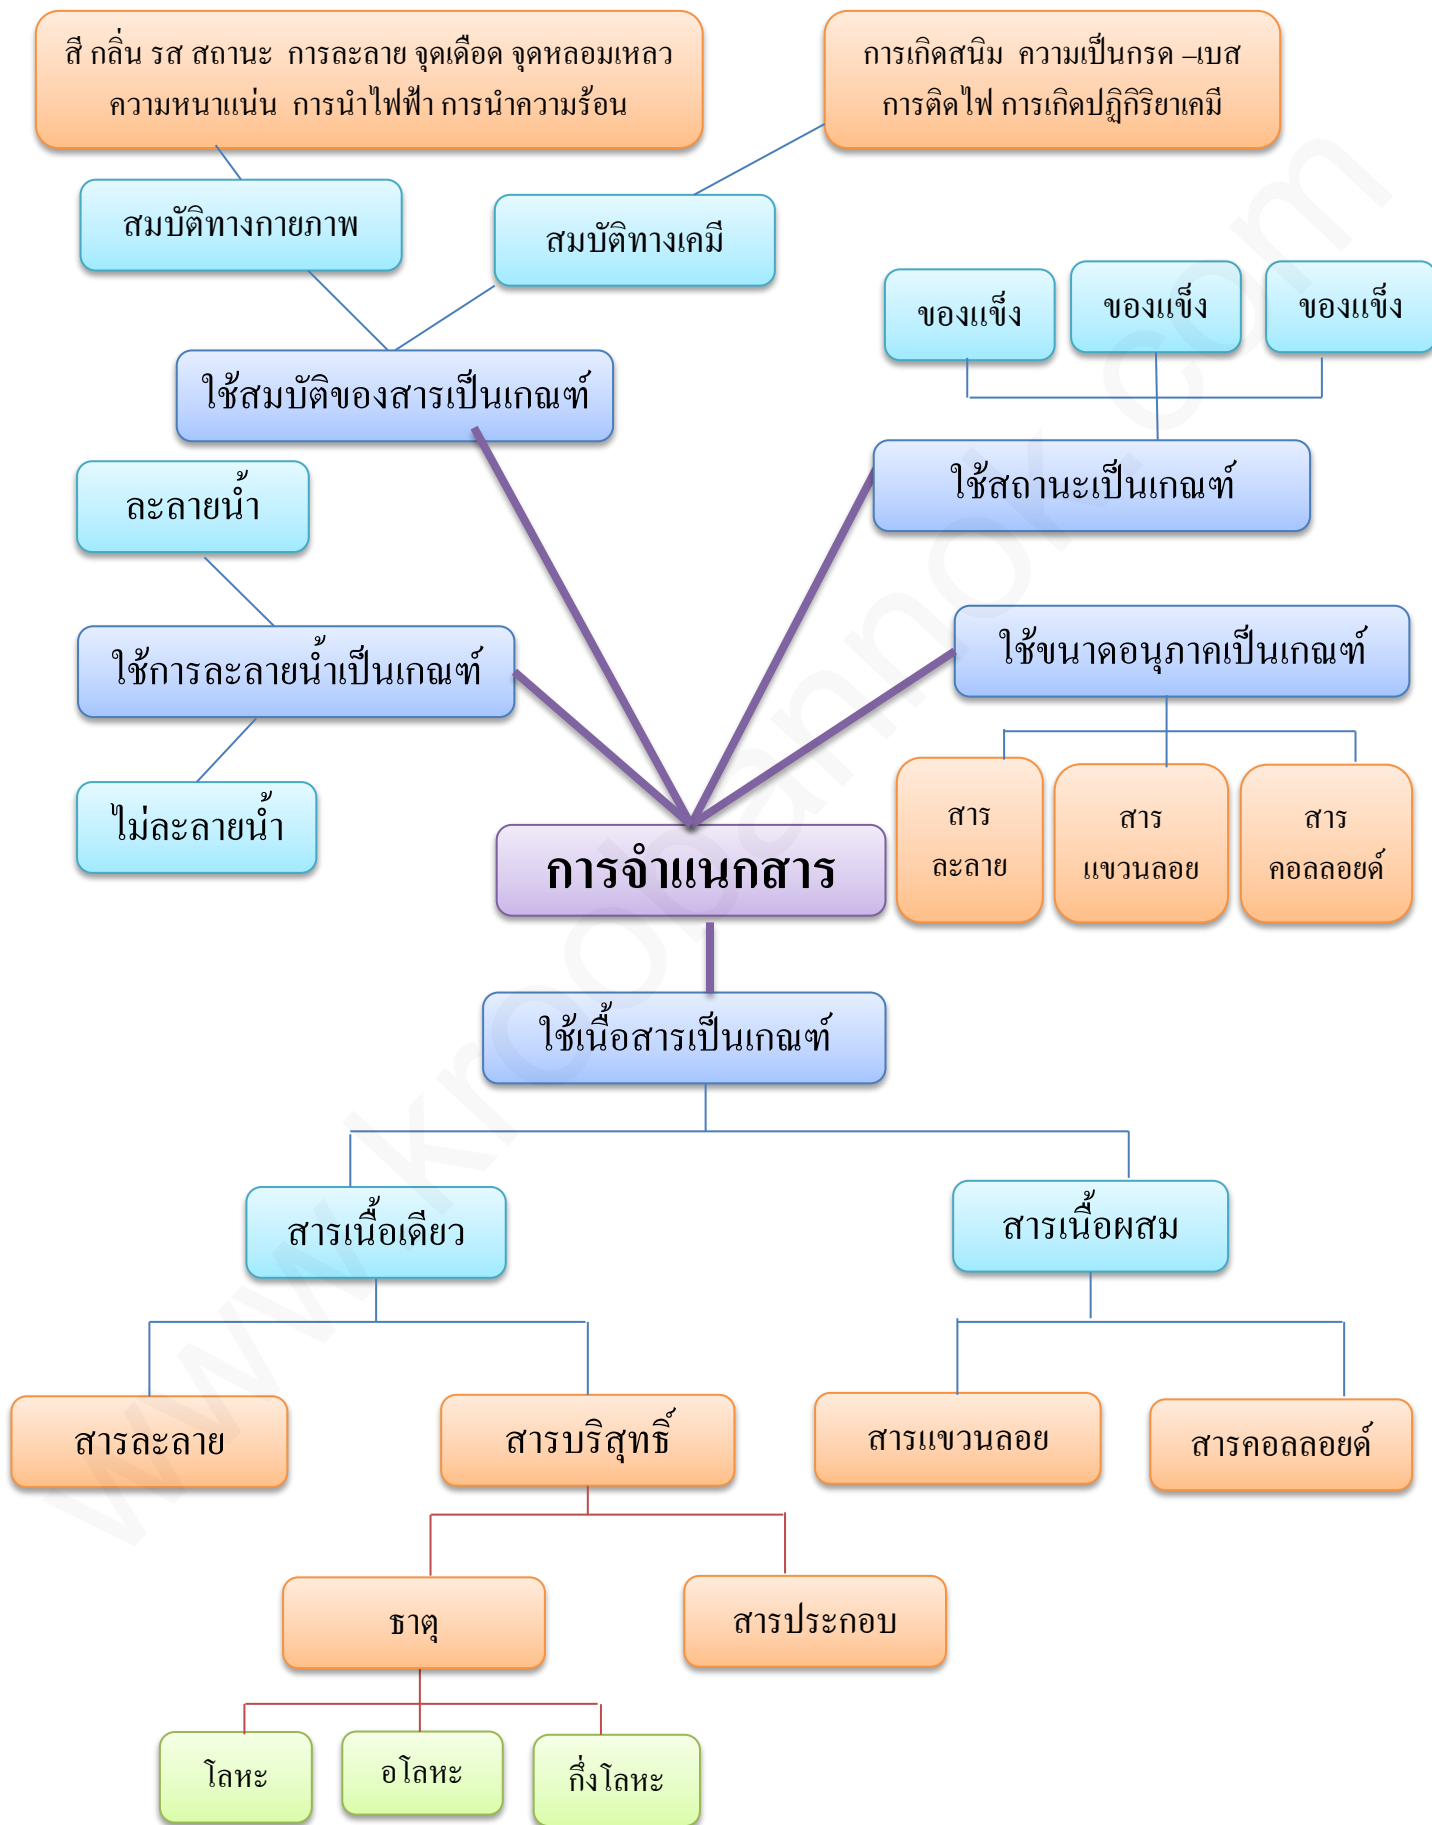 สี กลิ่น รส สถานะ การละลาย จุดเดือด จุดหลอมเหลว
ความหนาแน่น การนำไฟฟ้า การนำความร้อน
การเกิดสนิม ความเป็นกรด –เบส
การติดไฟ การเกิดปฏิกิริยาเคมี
สมบัติทางกายภาพ
สมบัติทางเคมี
ของแข็ง
ของแข็ง
ของแข็ง
ใช้สมบัติของสารเป็นเกณฑ์
ใช้สถานะเป็นเกณฑ์
ละลายน้ำ
ใช้การละลายน้ำเป็นเกณฑ์
ใช้ขนาดอนุภาคเป็นเกณฑ์
ไม่ละลายน้ำ
สาร
ละลาย
สาร
แขวนลอย
สาร
คอลลอยด์
การจำแนกสาร
ใช้เนื้อสารเป็นเกณฑ์
สารเนื้อเดียว
สารเนื้อผสม
สารละลาย
สารบริสุทธิ์
สารแขวนลอย
สารคอลลอยด์
ธาตุ
สารประกอบ
โลหะ
อโลหะ
กึ่งโลหะ
www.kroobannok.com